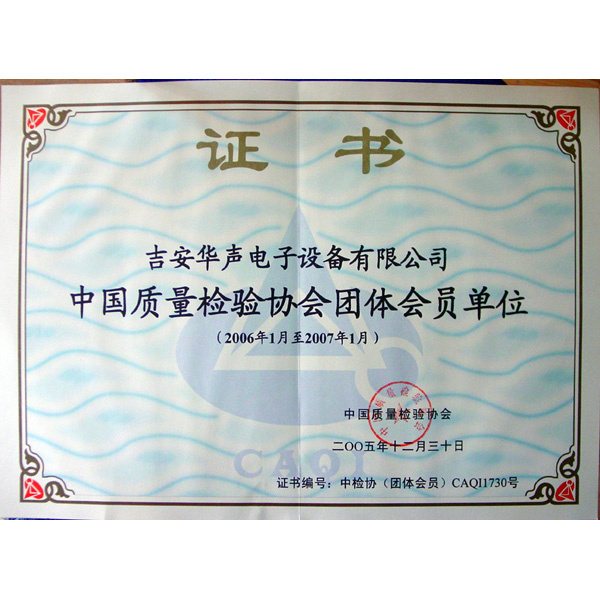 证书
吉安华声电子设备有限公司
中国质量检验协会团体会员单位
（2006年1月至2007年1月）
中国质量检验协会
二〇〇五年十二月三十日
CAQI
证书编号：中检协（团体会员）CAQI1730号